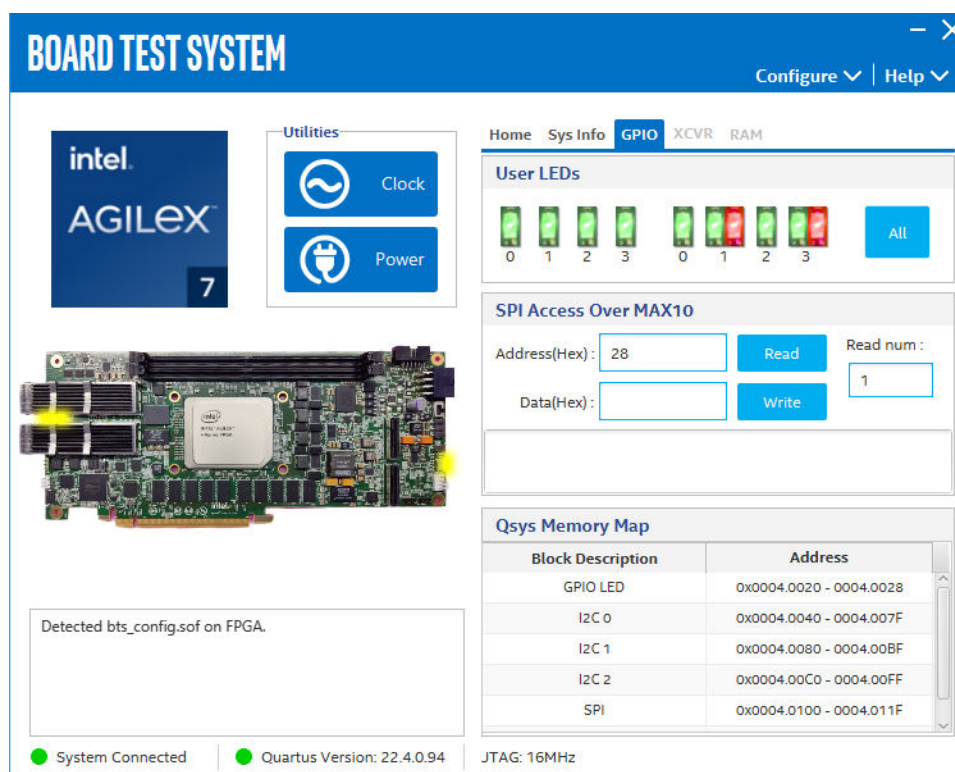 BOARD TEST SYSTEM
Configure
Help
intel.
AGILEX™
7
Utilities
Clock
Power
Home Sys Info GPIO XCVR RAM
User LEDs
0 1 2 3 0 1 2 3
All
SPI Access Over MAX10
Address(Hex) : 28 Read
Read num :
1
Data(Hex) : Write
Qsys Memory Map
Block Description Address
GPIO LED 0x0004.0020 - 0004.0028
I2C 0 0x0004.0040 - 0004.007F
I2C 1 0x0004.0080 - 0004.00BF
I2C 2 0x0004.00C0 - 0004.00FF
SPI 0x0004.0100 - 0004.011F
Detected bts_config.sof on FPGA.
System Connected
Quartus Version: 22.4.0.94
JTAG: 16MHz